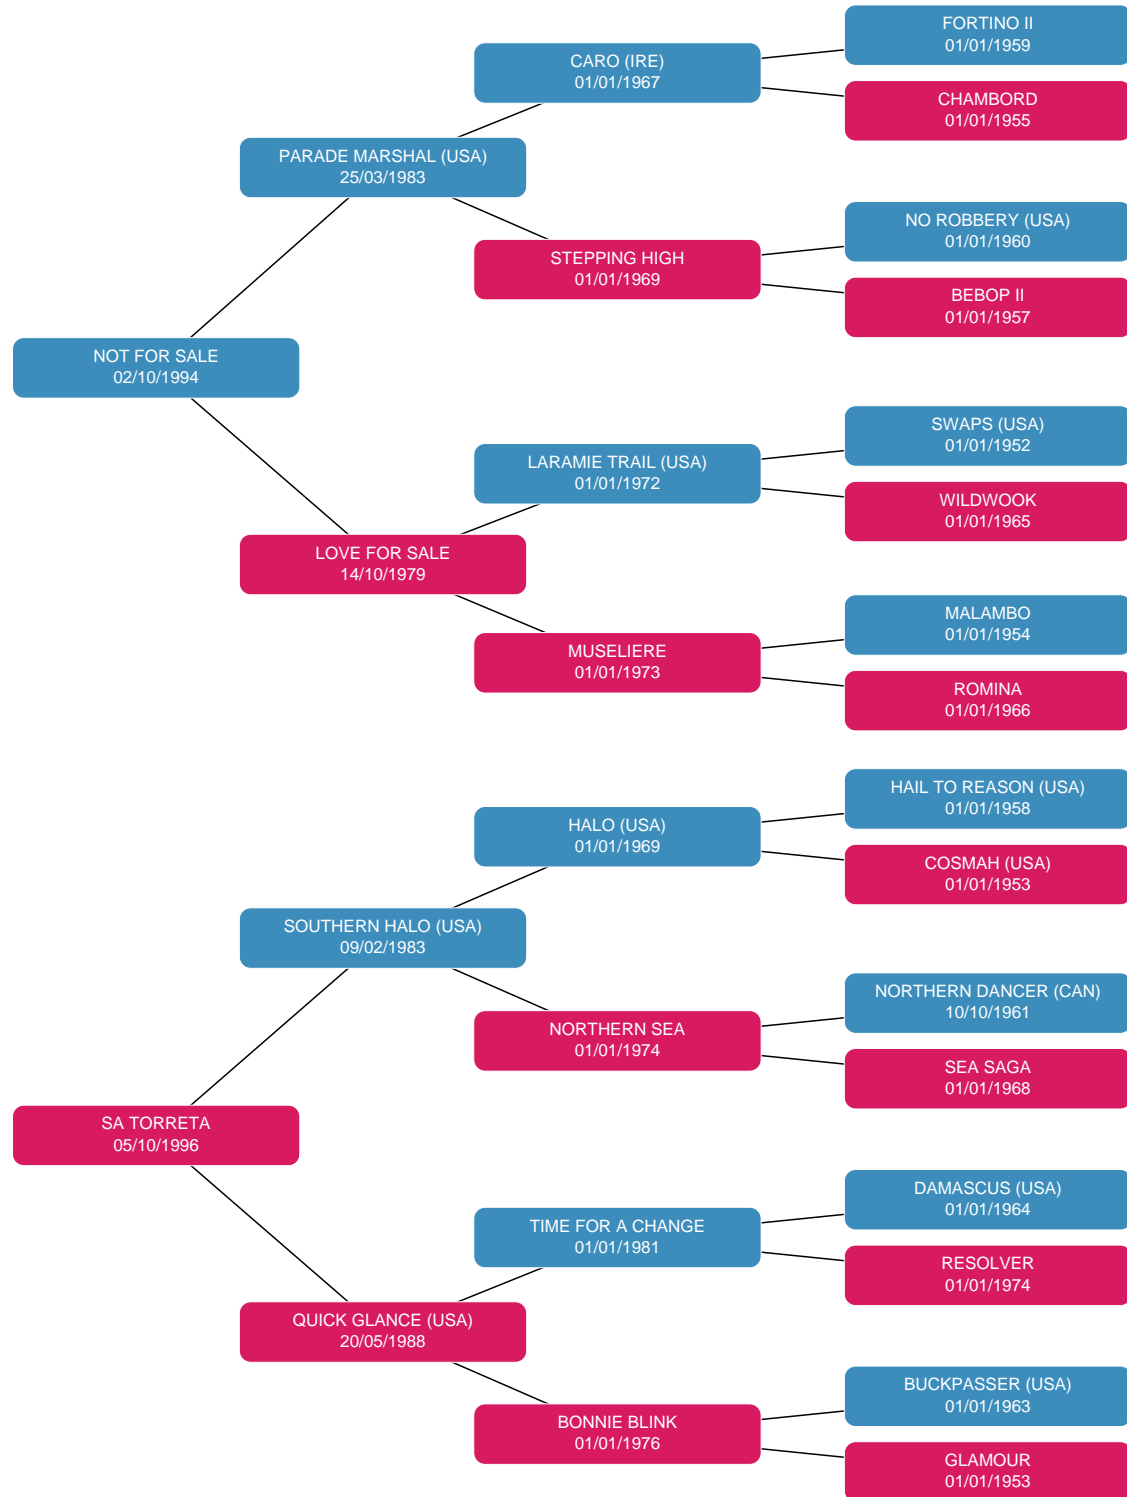 FORTINO II
01/01/1959
CARO (IRE)
01/01/1967
CHAMBORD
01/01/1955
PARADE MARSHAL (USA)
25/03/1983
NO ROBBERY (USA)
01/01/1960
STEPPING HIGH
01/01/1969
BEBOP II
01/01/1957
NOT FOR SALE
02/10/1994
SWAPS (USA)
01/01/1952
LARAMIE TRAIL (USA)
01/01/1972
WILDWOOK
01/01/1965
LOVE FOR SALE
14/10/1979
MALAMBO
01/01/1954
MUSELIERE
01/01/1973
ROMINA
01/01/1966
HAIL TO REASON (USA)
01/01/1958
HALO (USA)
01/01/1969
COSMAH (USA)
01/01/1953
SOUTHERN HALO (USA)
09/02/1983
NORTHERN DANCER (CAN)
10/10/1961
NORTHERN SEA
01/01/1974
SEA SAGA
01/01/1968
SA TORRETA
05/10/1996
DAMASCUS (USA)
01/01/1964
TIME FOR A CHANGE
01/01/1981
RESOLVER
01/01/1974
QUICK GLANCE (USA)
20/05/1988
BUCKPASSER (USA)
01/01/1963
BONNIE BLINK
01/01/1976
GLAMOUR
01/01/1953